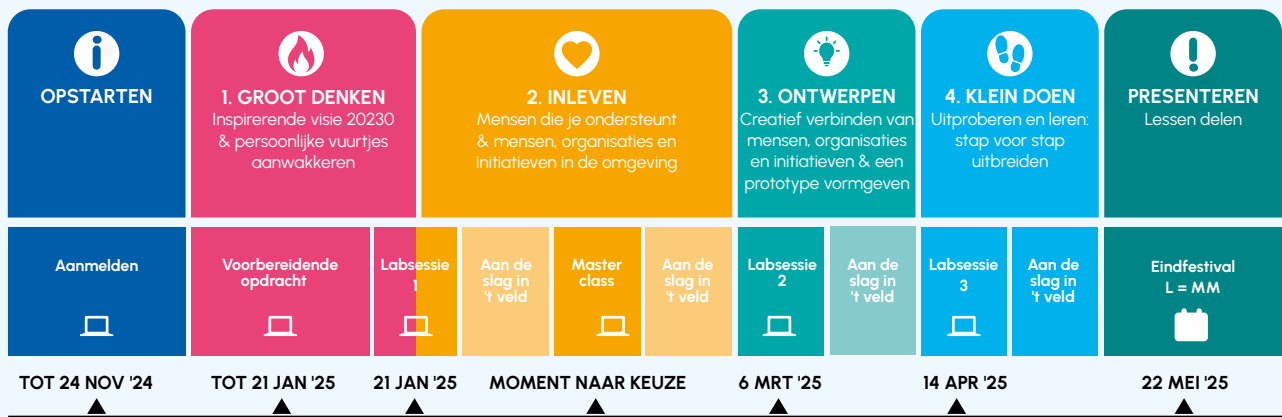 OPSTARTEN
1. GROOT DENKEN
Inspirerende visie 20230
& persoonlijke vuurtjes
aanwakkeren
2. INLEVEN
Mensen die je ondersteunt
& mensen, organisaties en
initiatieven in de omgeving
3. ONTWERPEN
Creatief verbinden van
mensen, organisaties
en initiatieven & een
prototype vormgeven
4. KLEIN DOEN
Uitproberen en leren:
stap voor stap
uitbreiden
PRESENTEREN
Lessen delen
Aanmelden
Voorbereidende
opdracht
Labsessie
1
Aan de
slag in
't veld
Master
class
Aan de
slag in
't veld
Labsessie
2
Aan de
slag in
't veld
Labsessie
3
Aan de
slag in
't veld
Eindfestival
L = MM
TOT 24 NOV '24
TOT 21 JAN '25
21 JAN '25
MOMENT NAAR KEUZE
6 MRT '25
14 APR '25
22 MEI '25